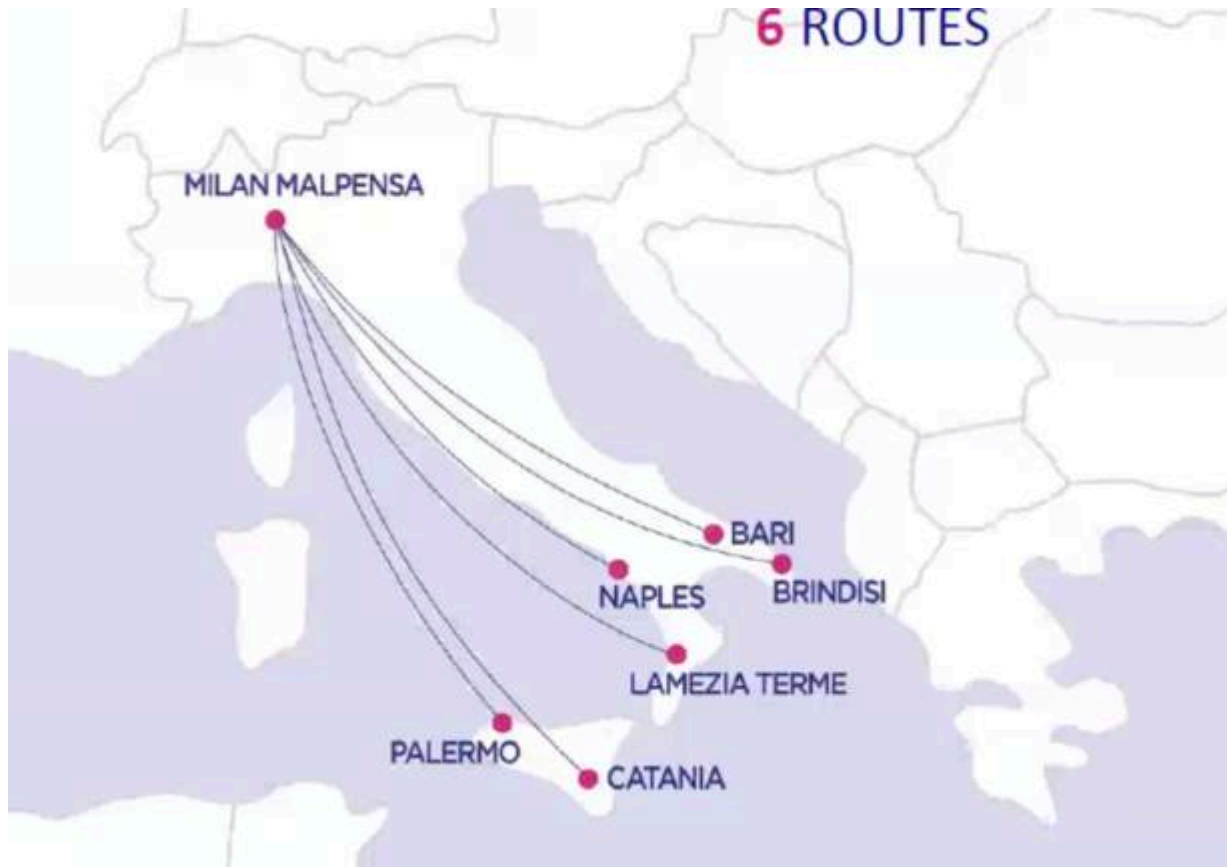 6 ROUTES
MILAN MALPENSA
BARI
BRINDISI
NAPLES
LAMEZIA TERME
PALERMO
CATANIA